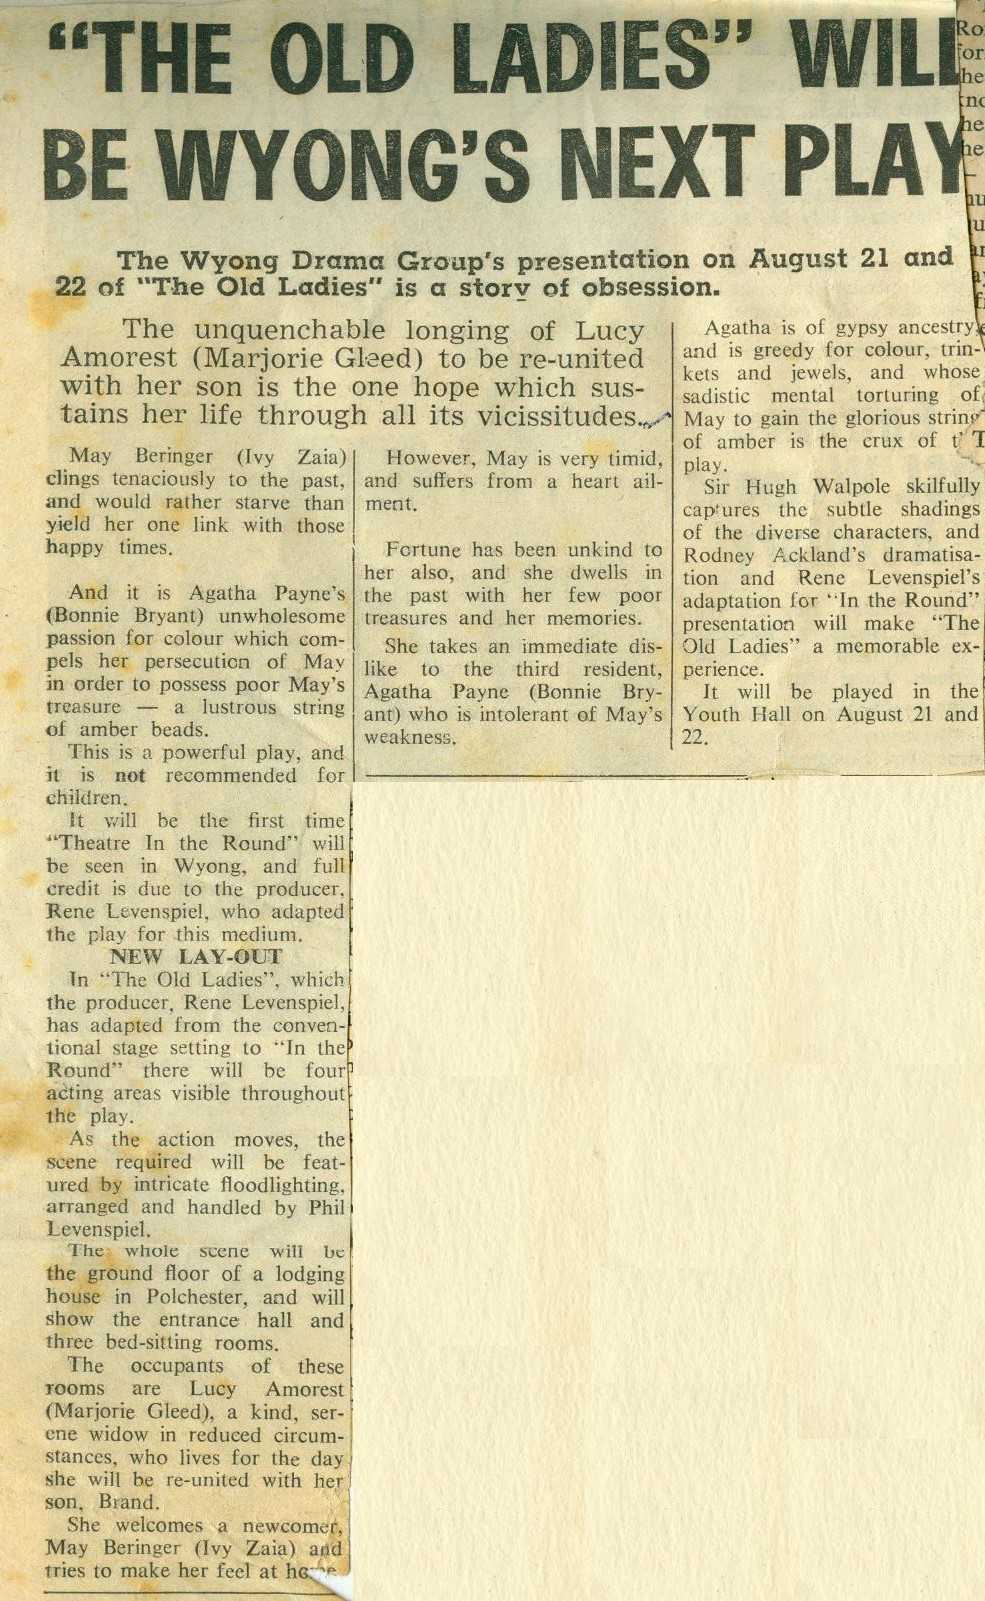 “THE OLD LADIES” WILL
BE WYONG’S NEXT PLAY
The Wyong Drama Group's presentation on August 21 and
22 of "The Old Ladies" is a story of obsession.
The unquenchable longing of Lucy
Amorest (Marjorie Gleed) to be re-united
with her son is the one hope which sus-
tains her life through all its vicissitudes.
May Beringer (Ivy Zaia)
clings tenaciously to the past,
and would rather starve than
yield her one link with those
happy times.
And it is Agatha Payne's
(Bonnie Bryant) unwholesome
passion for colour which com-
pels her persecution of May
in order to possess poor May's
treasure — a lustrous string
of amber beads.
This is a powerful play, and
it is not recommended for
children.
It will be the first time
“Theatre In the Round” will
be seen in Wyong, and full
credit is due to the producer,
Rene Levenspiel, who adapted
the play for this medium.
NEW LAY-OUT
In “The Old Ladies”, which
the producer, Rene Levenspiel,
has adapted from the conven-
tional stage setting to “In the
Round” there will be four
acting areas visible throughout
the play.
As the action moves, the
scene required will be feat-
ured by intricate floodlighting,
arranged and handled by Phil
Levenspiel.
The whole scene will be
the ground floor of a lodging
house in Polchester, and will
show the entrance hall and
three bed-sitting rooms.
The occupants of these
rooms are Lucy Amorest
(Marjorie Gleed), a kind, ser-
ene widow in reduced circum-
stances, who lives for the day
she will be re-united with her
son, Brand.
She welcomes a newcomer,
May Beringer (Ivy Zaia) and
tries to make her feel at home.
However, May is very timid,
and suffers from a heart ail-
ment.
Fortune has been unkind to
her also, and she dwells in
the past with her few poor
treasures and her memories.
She takes an immediate dis-
like to the third resident,
Agatha Payne (Bonnie Bry-
ant) who is intolerant of May's
weakness.
Agatha is of gypsy ancestry,
and is greedy for colour, trin-
kets and jewels, and whose
sadistic mental torturing of
May to gain the glorious string
of amber is the crux of
play.
Sir Hugh Walpole skilfully
captures the subtle shadings
of the diverse characters, and
Rodney Ackland's dramatisa-
tion and Rene Levenspiel's
adaptation for “In the Round”
presentation will make “The
Old Ladies” a memorable ex-
perience.
It will be played in the
Youth Hall on August 21 and
22.